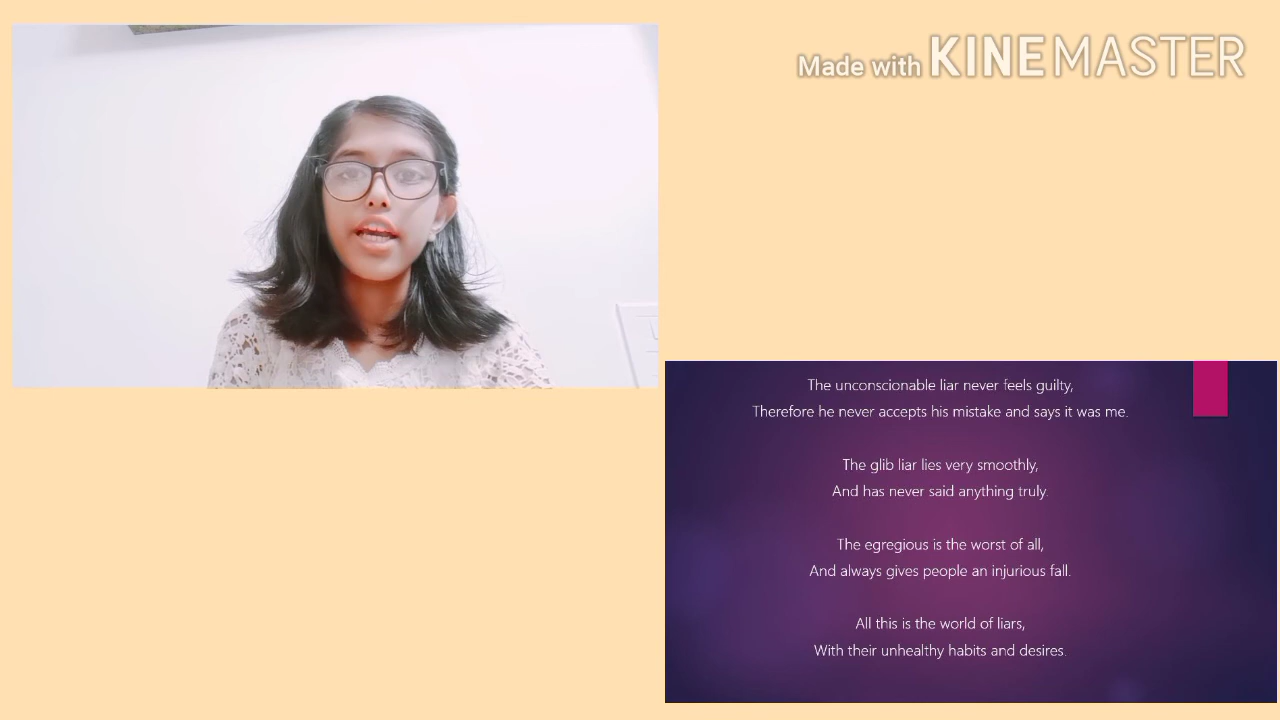 Made with KINEMASTER
The unconscionable liar never feels guilty,
Therefore he never accepts his mistake and says it was me.
The glib liar lies very smoothly,
And has never said anything truly.
The egregious is the worst of all,
And always gives people an injurious fall.
All this is the world of liars,
With their unhealthy habits and desires.